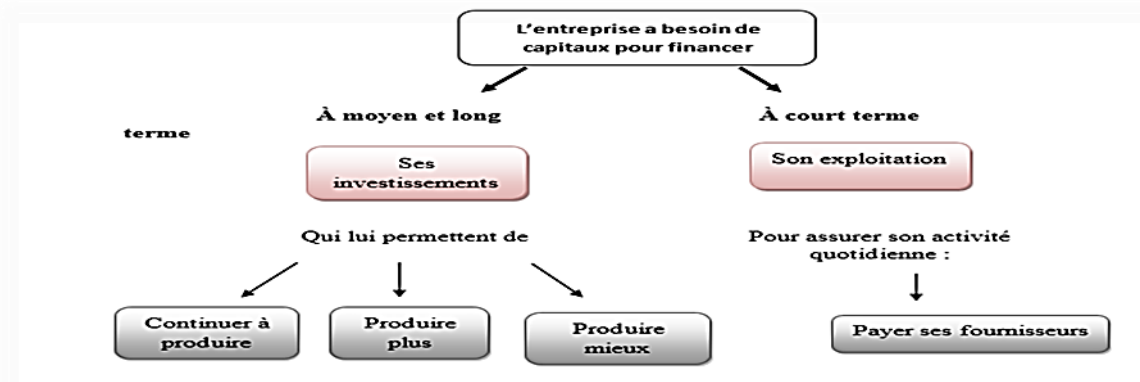 L'entreprise a besoin de
capitaux pour financer
À moyen et long
terme
À court terme
Ses
investissements
Son exploitation
Qui lui permettent de
Pour assurer son activité
quotidienne :
Continuer à
produire
Produire
plus
Produire
mieux
Payer ses fournisseurs